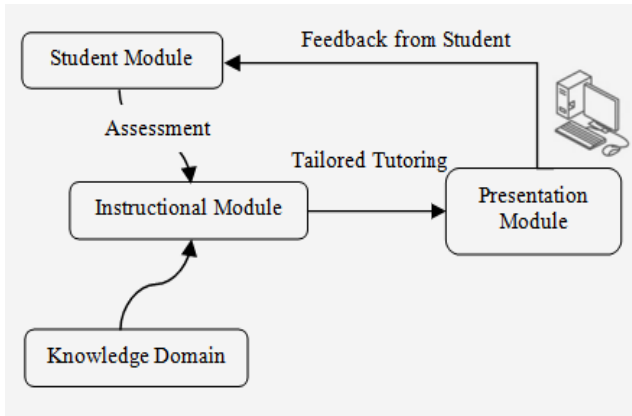 Feedback from Student
Student Module
Assessment
Tailored Tutoring
Instructional Module
Presentation
Module
Knowledge Domain